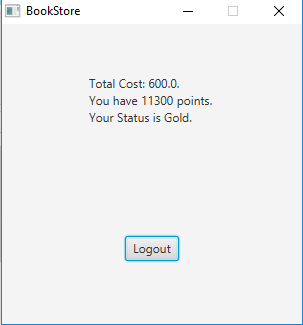 BookStore
Total Cost: 600.0.
You have 11300 points.
Your Status is Gold.
Logout